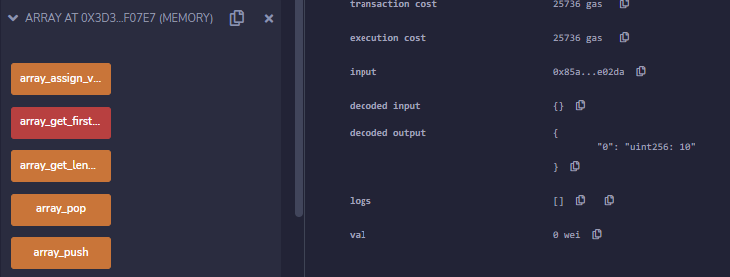 ARRAY AT 0X3D3...F07E7 (MEMORY)
array_assign_v...
array_get_first...
array_get_len...
array_pop
array_push
transaction cost 25736 gas
execution cost 25736 gas
input 0x85a...e02da
decoded input {}
decoded output {
"0": "uint256: 10"
}
logs []
val 0 wei